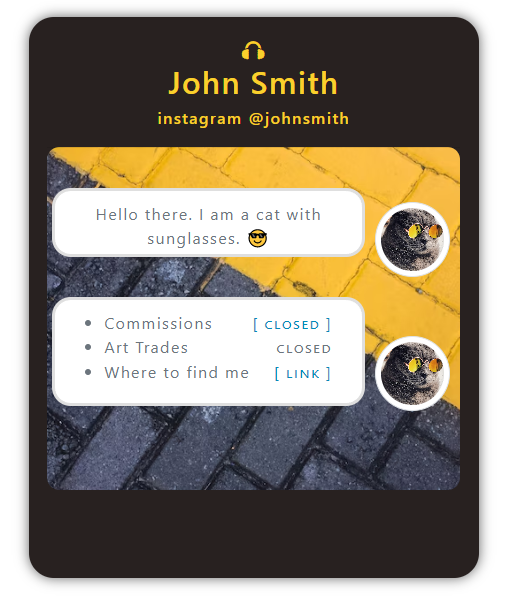 John Smith
instagram @johnsmith
Hello there. I am a cat with
sunglasses. 😎
Commissions [ CLOSED ]
Art Trades CLOSED
Where to find me [ LINK ]